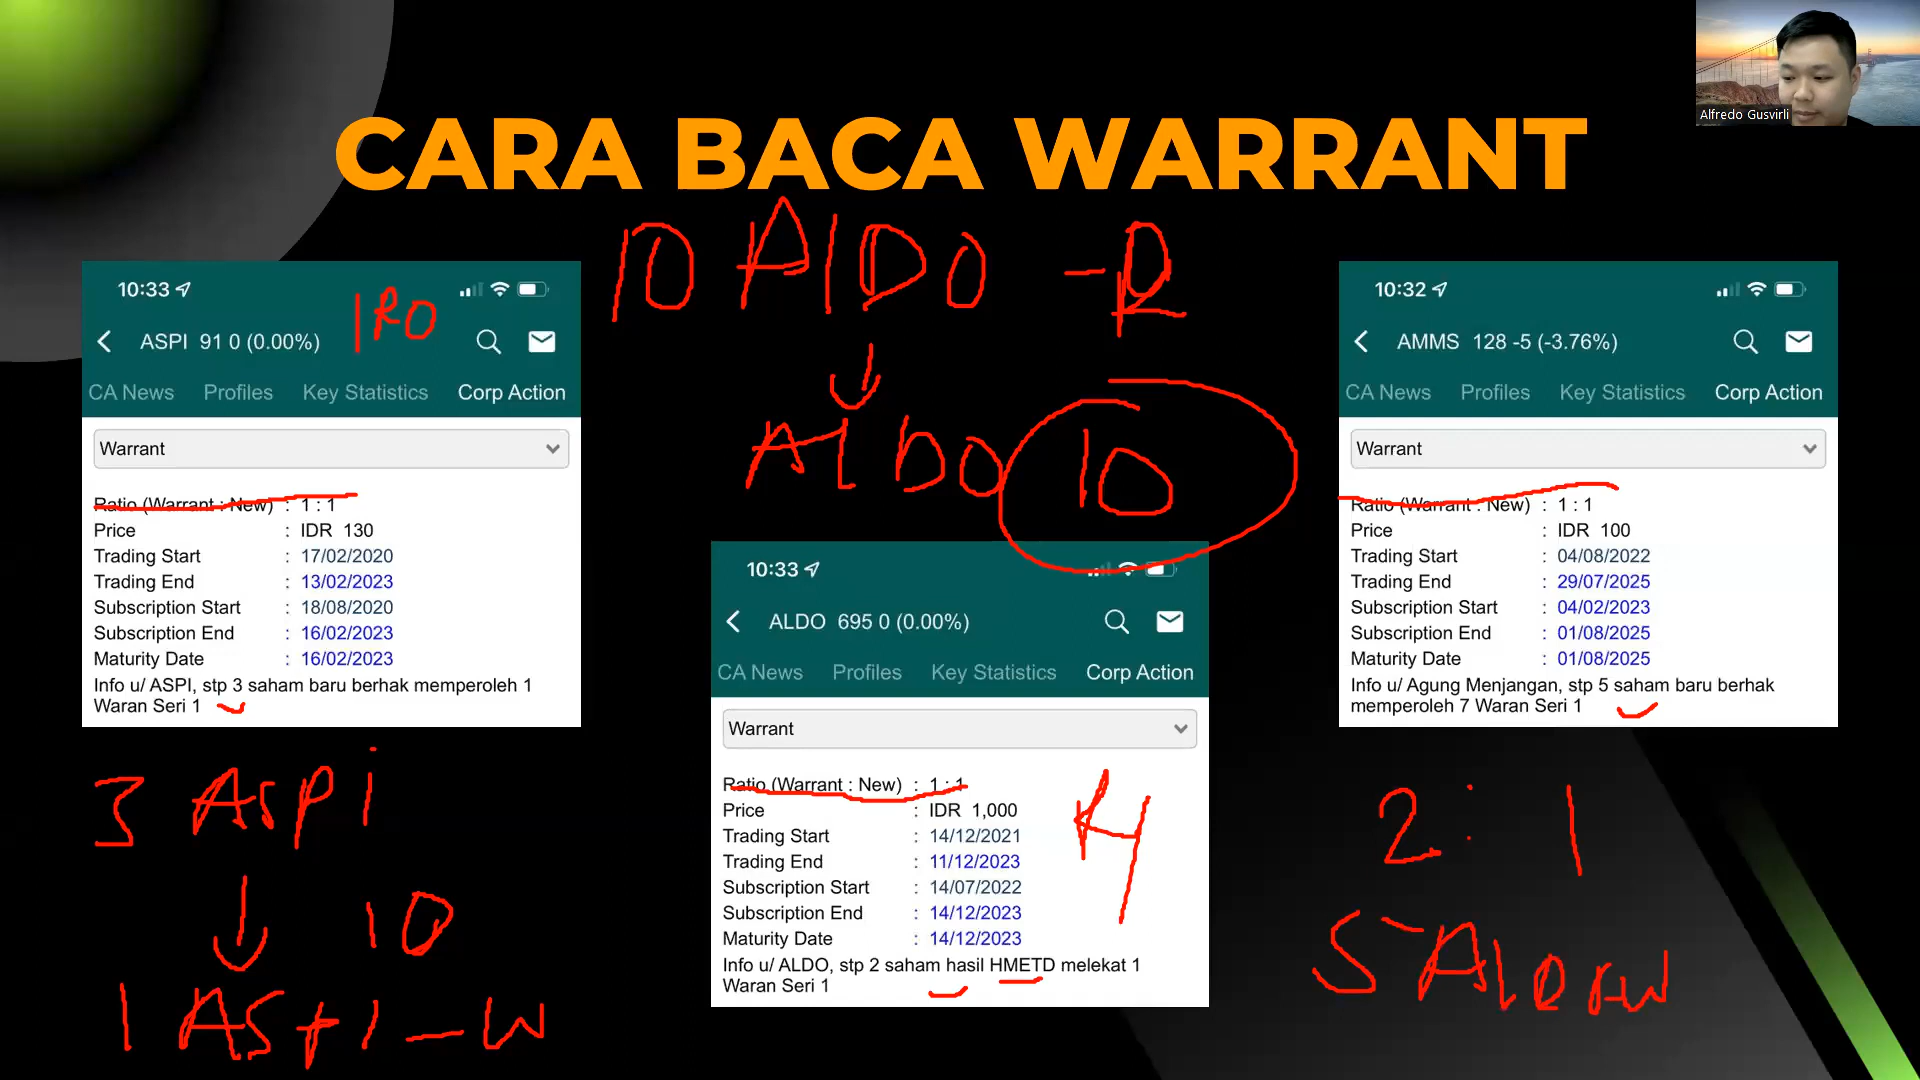 Alfredo Gusvirli
CARA BACA WARRANT
10 ALDO - R
ALDO 10
10:33
IRO
ASPI 91 0 (0.00%)
CA News Profiles Key Statistics Corp Action
Warrant
Ratio (Warrant : New) : 1 : 1
Price : IDR 130
Trading Start : 17/02/2020
Trading End : 13/02/2023
Subscription Start : 18/08/2020
Subscription End : 16/02/2023
Maturity Date : 16/02/2023
Info u/ ASPI, stp 3 saham baru berhak memperoleh 1
Waran Seri 1
3 ASPi
10
1 ASPI - W
10:33
ALDO 695 0 (0.00%)
CA News Profiles Key Statistics Corp Action
Warrant
Ratio (Warrant : New) : 1 : 1
Price : IDR 1,000
Trading Start : 14/12/2021
Trading End : 11/12/2023
Subscription Start : 14/07/2022
Subscription End : 14/12/2023
Maturity Date : 14/12/2023
Info u/ ALDO, stp 2 saham hasil HMETD melekat 1
Waran Seri 1
10:32
AMMS 128 -5 (-3.76%)
CA News Profiles Key Statistics Corp Action
Warrant
Ratio (Warrant : New) : 1 : 1
Price : IDR 100
Trading Start : 04/08/2022
Trading End : 29/07/2025
Subscription Start : 04/02/2023
Subscription End : 01/08/2025
Maturity Date : 01/08/2025
Info u/ Agung Menjangan, stp 5 saham baru berhak
memperoleh 7 Waran Seri 1
2 : 1
5 ALDO-W